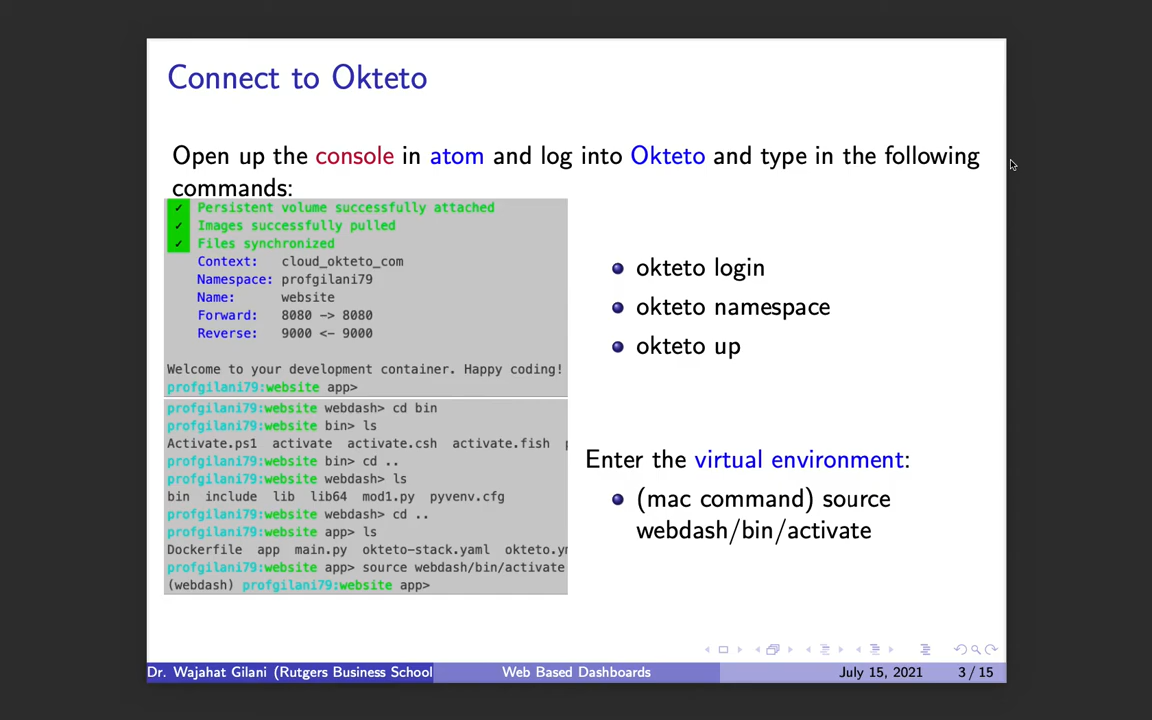 Connect to Okteto
Open up the console in atom and log into Okteto and type in the following
commands:
✓ Persistent volume successfully attached
✓ Images successfully pulled
✓ Files synchronized
Context: cloud_okteto_com
Namespace: profgilani79
Name: website
Forward: 8080 -> 8080
Reverse: 9000 <- 9000
Welcome to your development container. Happy coding!
profgilani79:website app>
profgilani79:website webdash> cd bin
profgilani79:website bin> ls
Activate.ps1 activate activate.csh activate.fish
profgilani79:website bin> cd ..
profgilani79:website webdash> ls
bin include lib lib64 mod1.py pyvenv.cfg
profgilani79:website webdash> cd ..
profgilani79:website app> ls
Dockerfile app main.py okteto-stack.yaml okteto.ym
profgilani79:website app> source webdash/bin/activate
(webdash) profgilani79:website app>
okteto login
okteto namespace
okteto up
Enter the virtual environment:
(mac command) source
webdash/bin/activate
Dr. Wajahat Gilani (Rutgers Business School
Web Based Dashboards
July 15, 2021
3 / 15